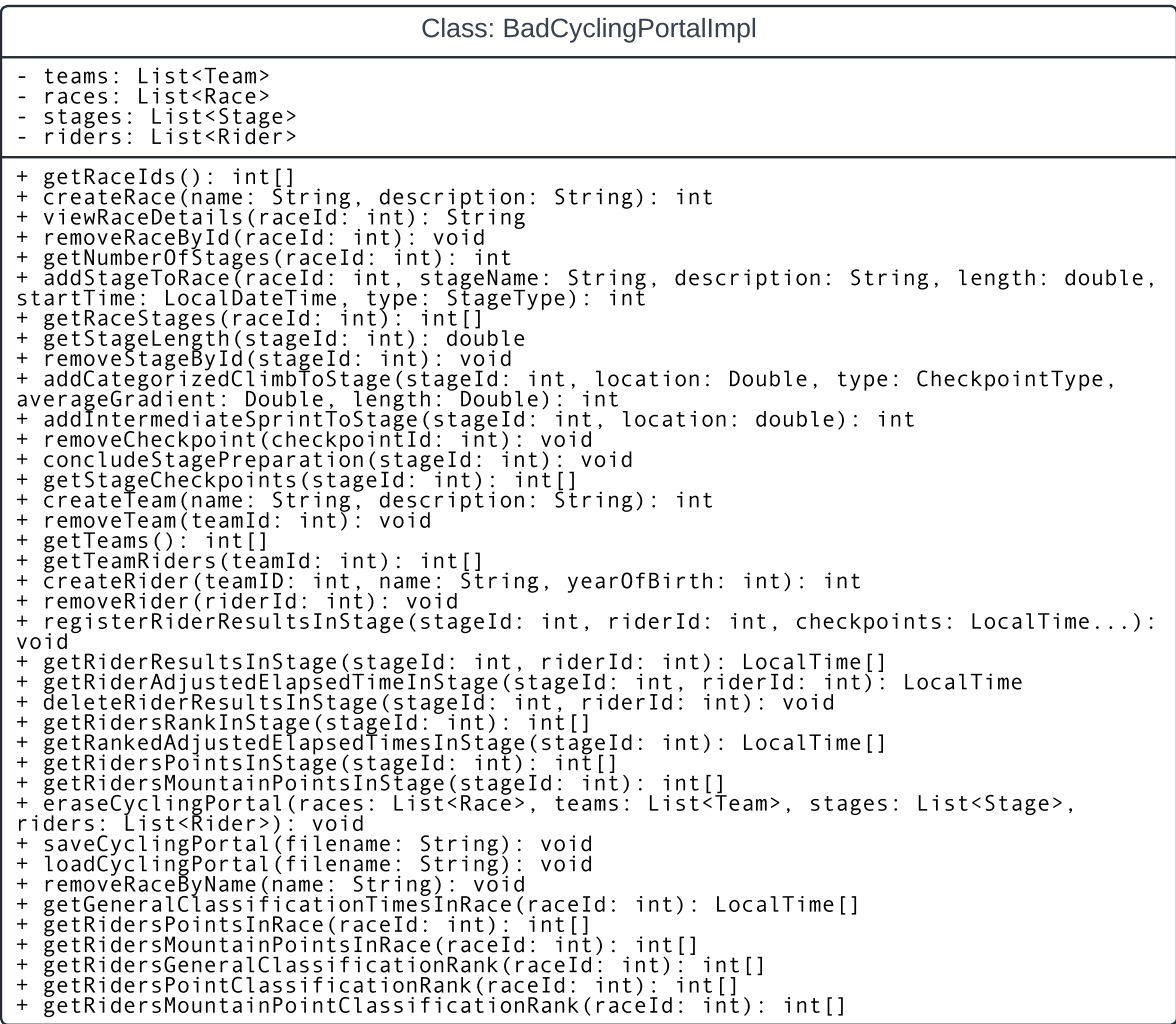 Class: BadCyclingPortalImpl
- teams: List<Team>
- races: List<Race>
- stages: List<Stage>
- riders: List<Rider>
+ getRaceIds(): int[]
+ createRace(name: String, description: String): int
+ viewRaceDetails(raceId: int): String
+ removeRaceById(raceId: int): void
+ getNumberOfStages(raceId: int): int
+ addStageToRace(raceId: int, stageName: String, description: String, length: double,
startTime: LocalDateTime, type: StageType): int
+ getRaceStages(raceId: int): int[]
+ getStageLength(stageId: int): double
+ removeStageById(stageId: int): void
+ addCategorizedClimbToStage(stageId: int, location: Double, type: CheckpointType,
averageGradient: Double, length: Double): int
+ addIntermediateSprintToStage(stageId: int, location: double): int
+ removeCheckpoint(checkpointId: int): void
+ concludeStagePreparation(stageId: int): void
+ getStageCheckpoints(stageId: int): int[]
+ createTeam(name: String, description: String): int
+ removeTeam(teamId: int): void
+ getTeams(): int[]
+ getTeamRiders(teamId: int): int[]
+ createRider(teamID: int, name: String, yearOfBirth: int): int
+ removeRider(riderId: int): void
+ registerRiderResultsInStage(stageId: int, riderId: int, checkpoints: LocalTime...):
void
+ getRiderResultsInStage(stageId: int, riderId: int): LocalTime[]
+ getRiderAdjustedElapsedTimeInStage(stageId: int, riderId: int): LocalTime
+ deleteRiderResultsInStage(stageId: int, riderId: int): void
+ getRidersRankInStage(stageId: int): int[]
+ getRankedAdjustedElapsedTimesInStage(stageId: int): LocalTime[]
+ getRidersPointsInStage(stageId: int): int[]
+ getRidersMountainPointsInStage(stageId: int): int[]
+ eraseCyclingPortal(races: List<Race>, teams: List<Team>, stages: List<Stage>,
riders: List<Rider>): void
+ saveCyclingPortal(filename: String): void
+ loadCyclingPortal(filename: String): void
+ removeRaceByName(name: String): void
+ getGeneralClassificationTimesInRace(raceId: int): LocalTime[]
+ getRidersPointsInRace(raceId: int): int[]
+ getRidersMountainPointsInRace(raceId: int): int[]
+ getRidersGeneralClassificationRank(raceId: int): int[]
+ getRidersPointClassificationRank(raceId: int): int[]
+ getRidersMountainPointClassificationRank(raceId: int): int[]